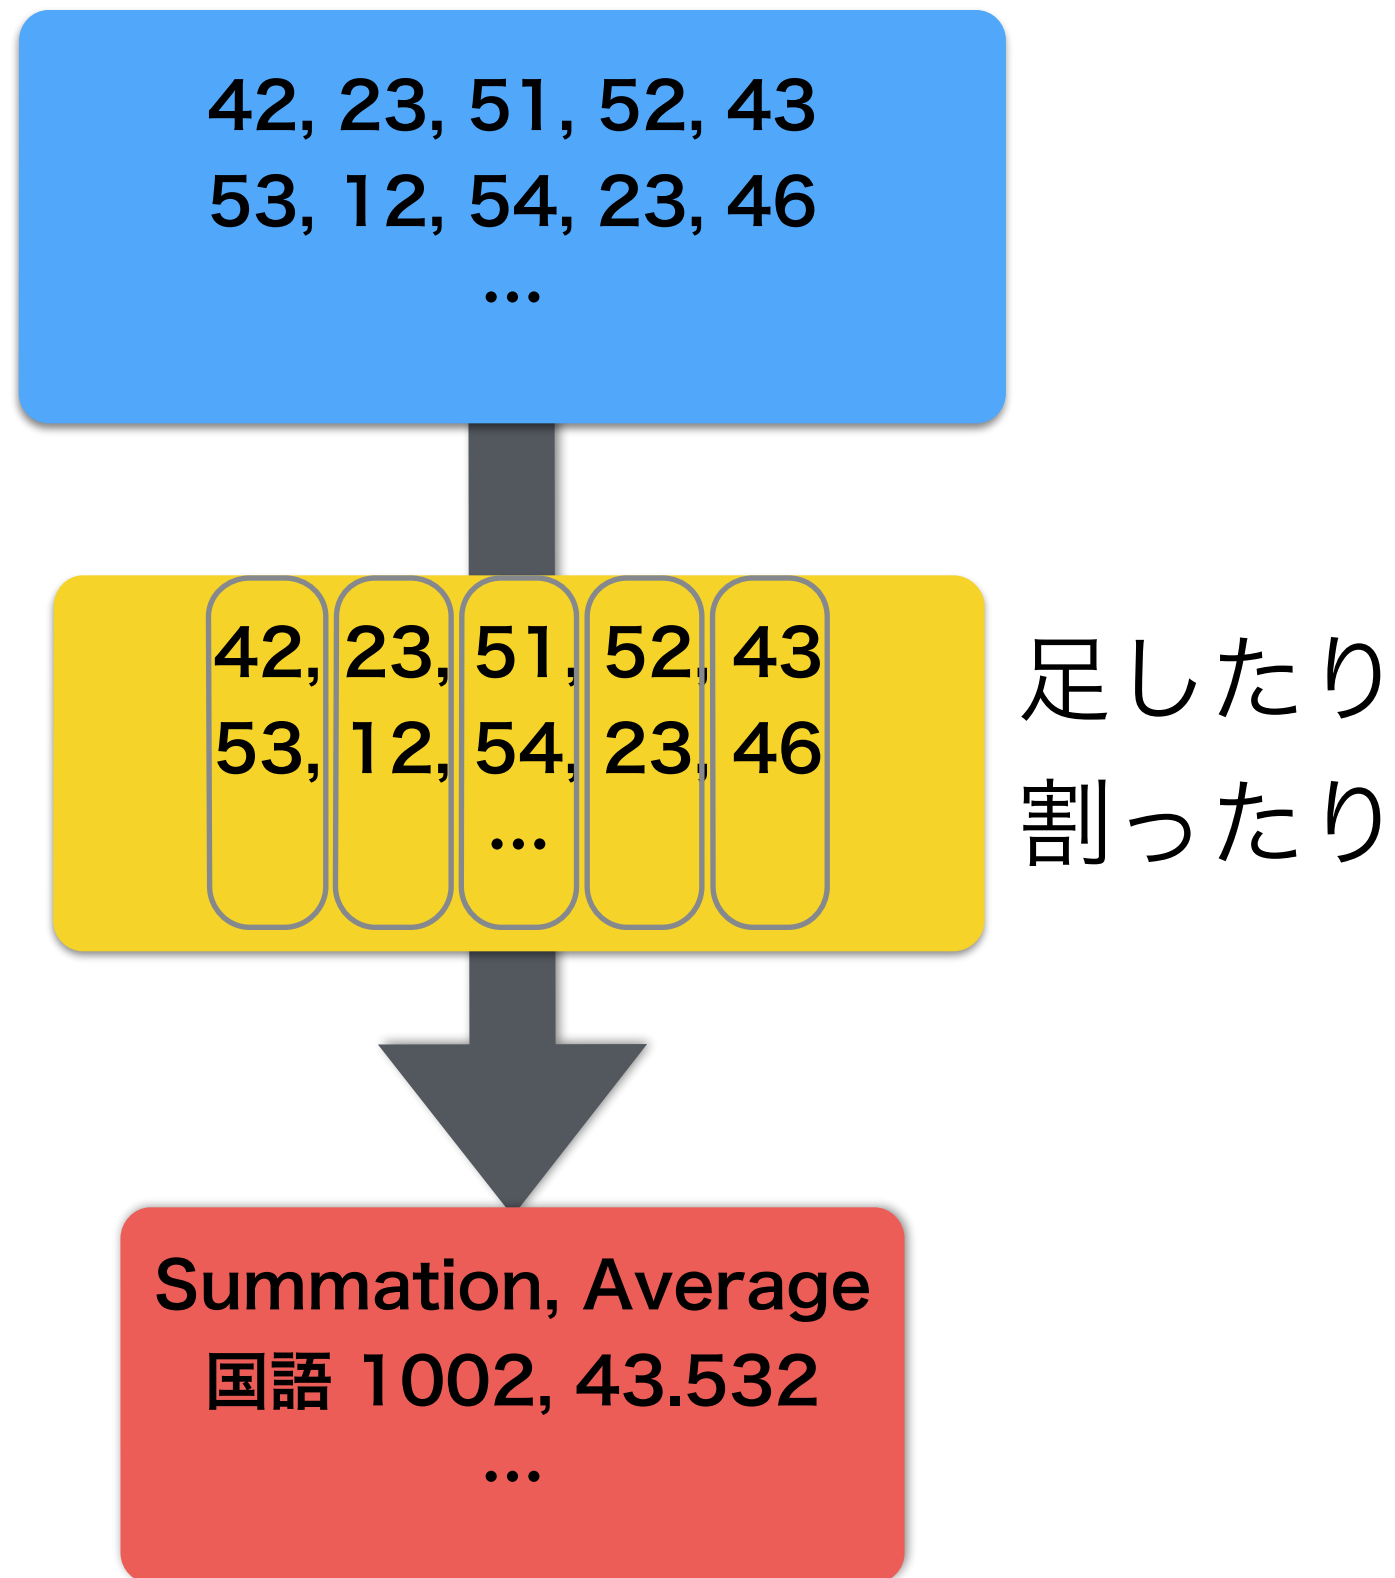 42, 23, 51, 52, 43
53, 12, 54, 23, 46
...
42, 23, 51, 52, 43
53, 12, 54, 23, 46
...
足したり
割ったり
Summation, Average
国語 1002, 43.532
...